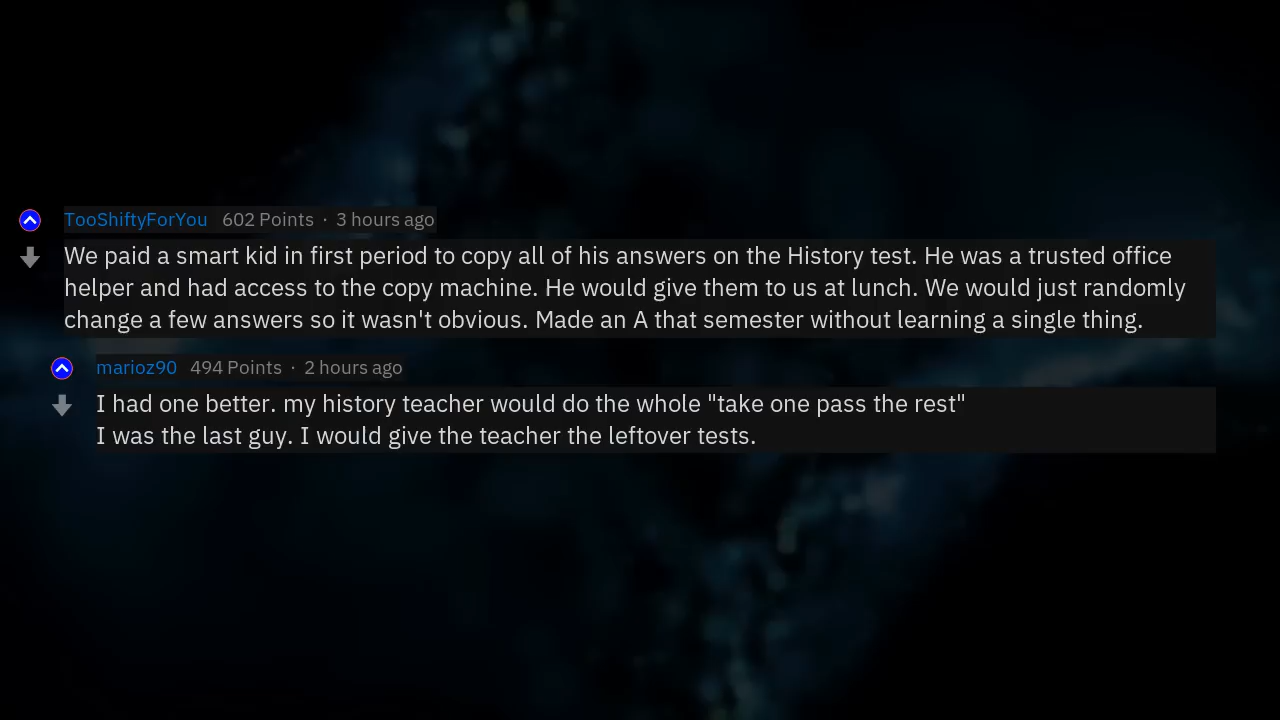 TooShiftyForYou 602 Points · 3 hours ago
We paid a smart kid in first period to copy all of his answers on the History test. He was a trusted office
helper and had access to the copy machine. He would give them to us at lunch. We would just randomly
change a few answers so it wasn't obvious. Made an A that semester without learning a single thing.
marioz90 494 Points · 2 hours ago
I had one better. my history teacher would do the whole "take one pass the rest"
I was the last guy. I would give the teacher the leftover tests.